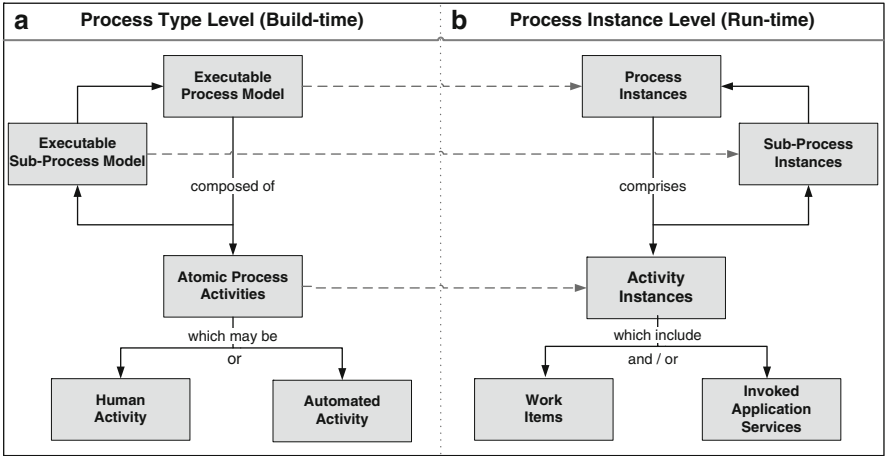 a Process Type Level (Build-time)
b Process Instance Level (Run-time)
Executable
Process Model
Executable
Sub-Process Model
composed of
Atomic Process
Activities
which may be
or
Human
Activity
Automated
Activity
Process
Instances
Sub-Process
Instances
comprises
Activity
Instances
which include
and / or
Work
Items
Invoked
Application
Services